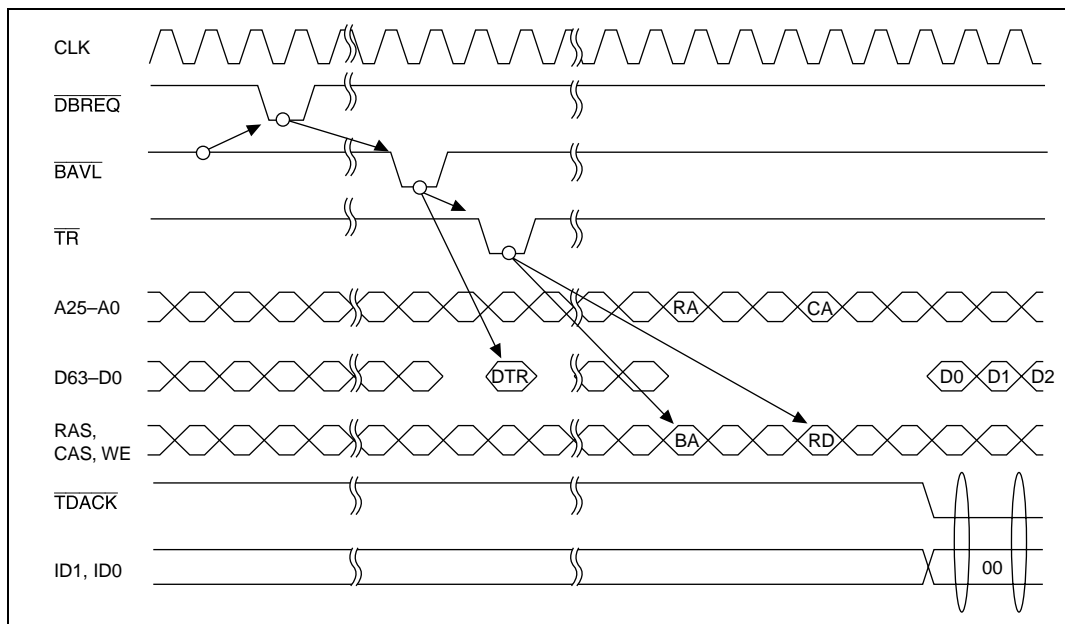 CLK
DBREQ
BAVL
TR
A25–A0
RA
CA
D63–D0
DTR
D0
D1
D2
RAS,
CAS, WE
BA
RD
TDACK
ID1, ID0
00